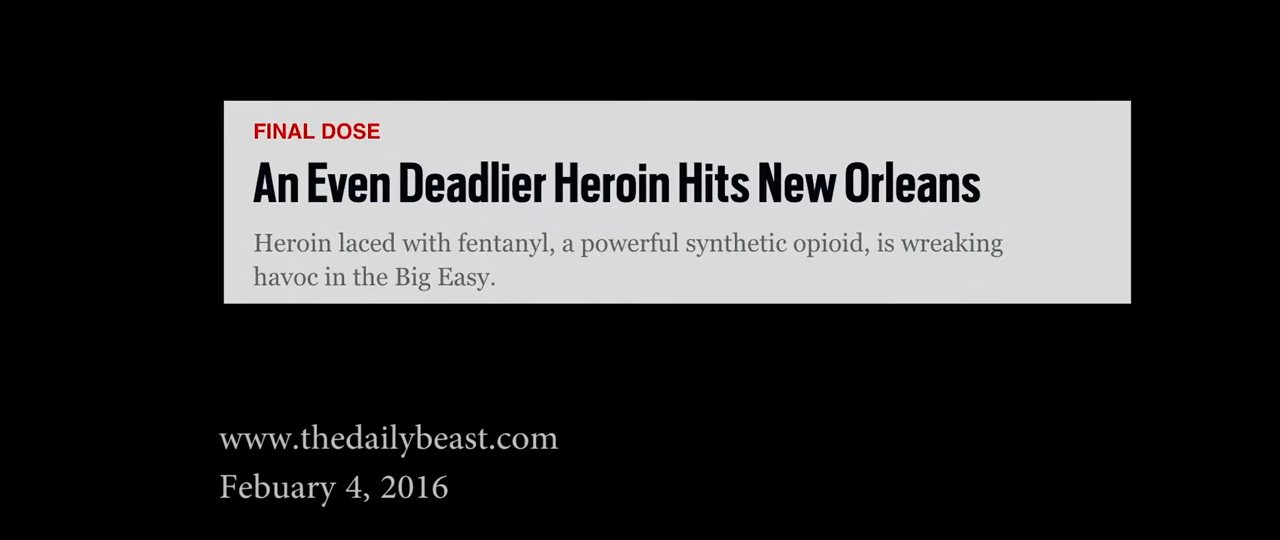 FINAL DOSE
An Even Deadlier Heroin Hits New Orleans
Heroin laced with fentanyl, a powerful synthetic opioid, is wreaking
havoc in the Big Easy.
www.thedailybeast.com
Febuary 4, 2016